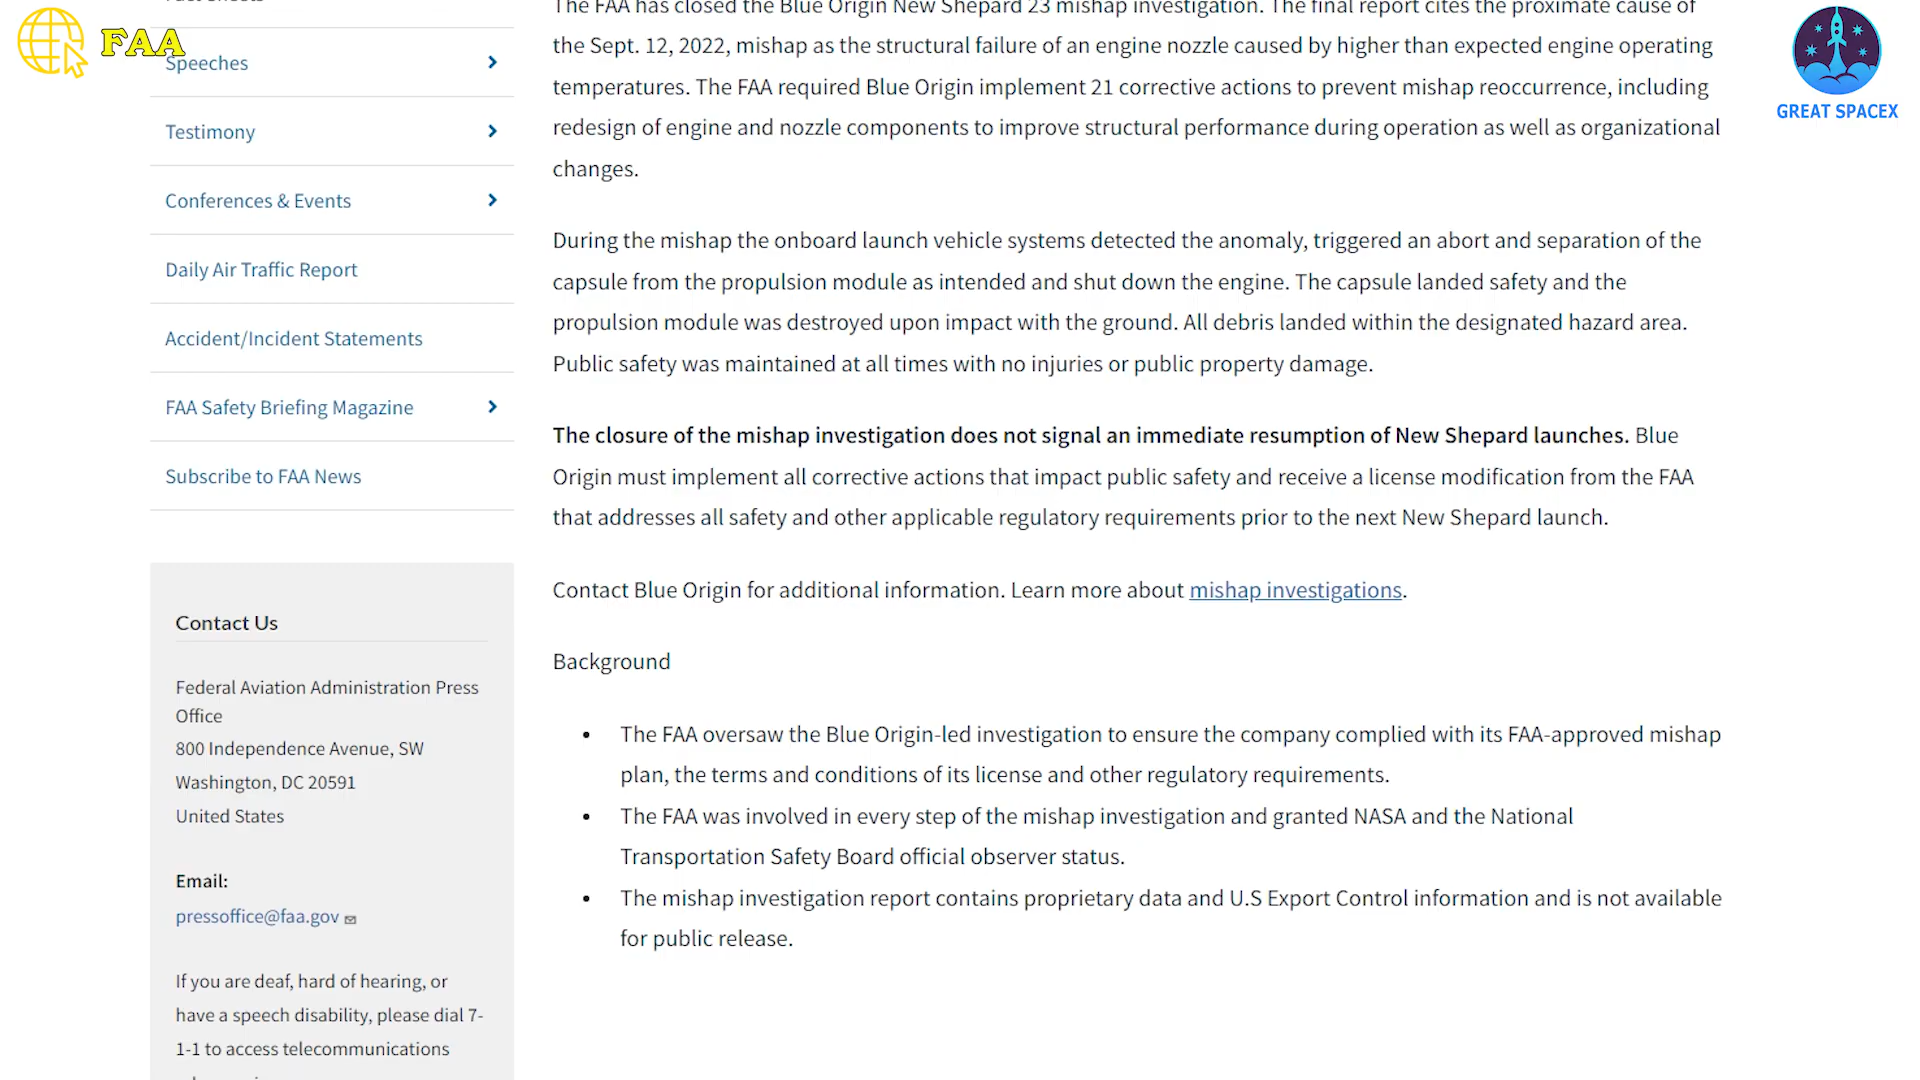 FAA
Speeches
Testimony
Conferences & Events
Daily Air Traffic Report
Accident/Incident Statements
FAA Safety Briefing Magazine
Subscribe to FAA News
Contact Us
Federal Aviation Administration Press
Office
800 Independence Avenue, SW
Washington, DC 20591
United States
Email:
pressoffice@faa.gov
If you are deaf, hard of hearing, or
have a speech disability, please dial 7-
1-1 to access telecommunications
The FAA has closed the Blue Origin New Shepard 23 mishap investigation. The final report cites the proximate cause of
the Sept. 12, 2022, mishap as the structural failure of an engine nozzle caused by higher than expected engine operating
temperatures. The FAA required Blue Origin implement 21 corrective actions to prevent mishap reoccurrence, including
redesign of engine and nozzle components to improve structural performance during operation as well as organizational
changes.
During the mishap the onboard launch vehicle systems detected the anomaly, triggered an abort and separation of the
capsule from the propulsion module as intended and shut down the engine. The capsule landed safety and the
propulsion module was destroyed upon impact with the ground. All debris landed within the designated hazard area.
Public safety was maintained at all times with no injuries or public property damage.
The closure of the mishap investigation does not signal an immediate resumption of New Shepard launches. Blue
Origin must implement all corrective actions that impact public safety and receive a license modification from the FAA
that addresses all safety and other applicable regulatory requirements prior to the next New Shepard launch.
Contact Blue Origin for additional information. Learn more about mishap investigations.
Background
• The FAA oversaw the Blue Origin-led investigation to ensure the company complied with its FAA-approved mishap
plan, the terms and conditions of its license and other regulatory requirements.
• The FAA was involved in every step of the mishap investigation and granted NASA and the National
Transportation Safety Board official observer status.
• The mishap investigation report contains proprietary data and U.S Export Control information and is not available
for public release.
GREAT SPACEX